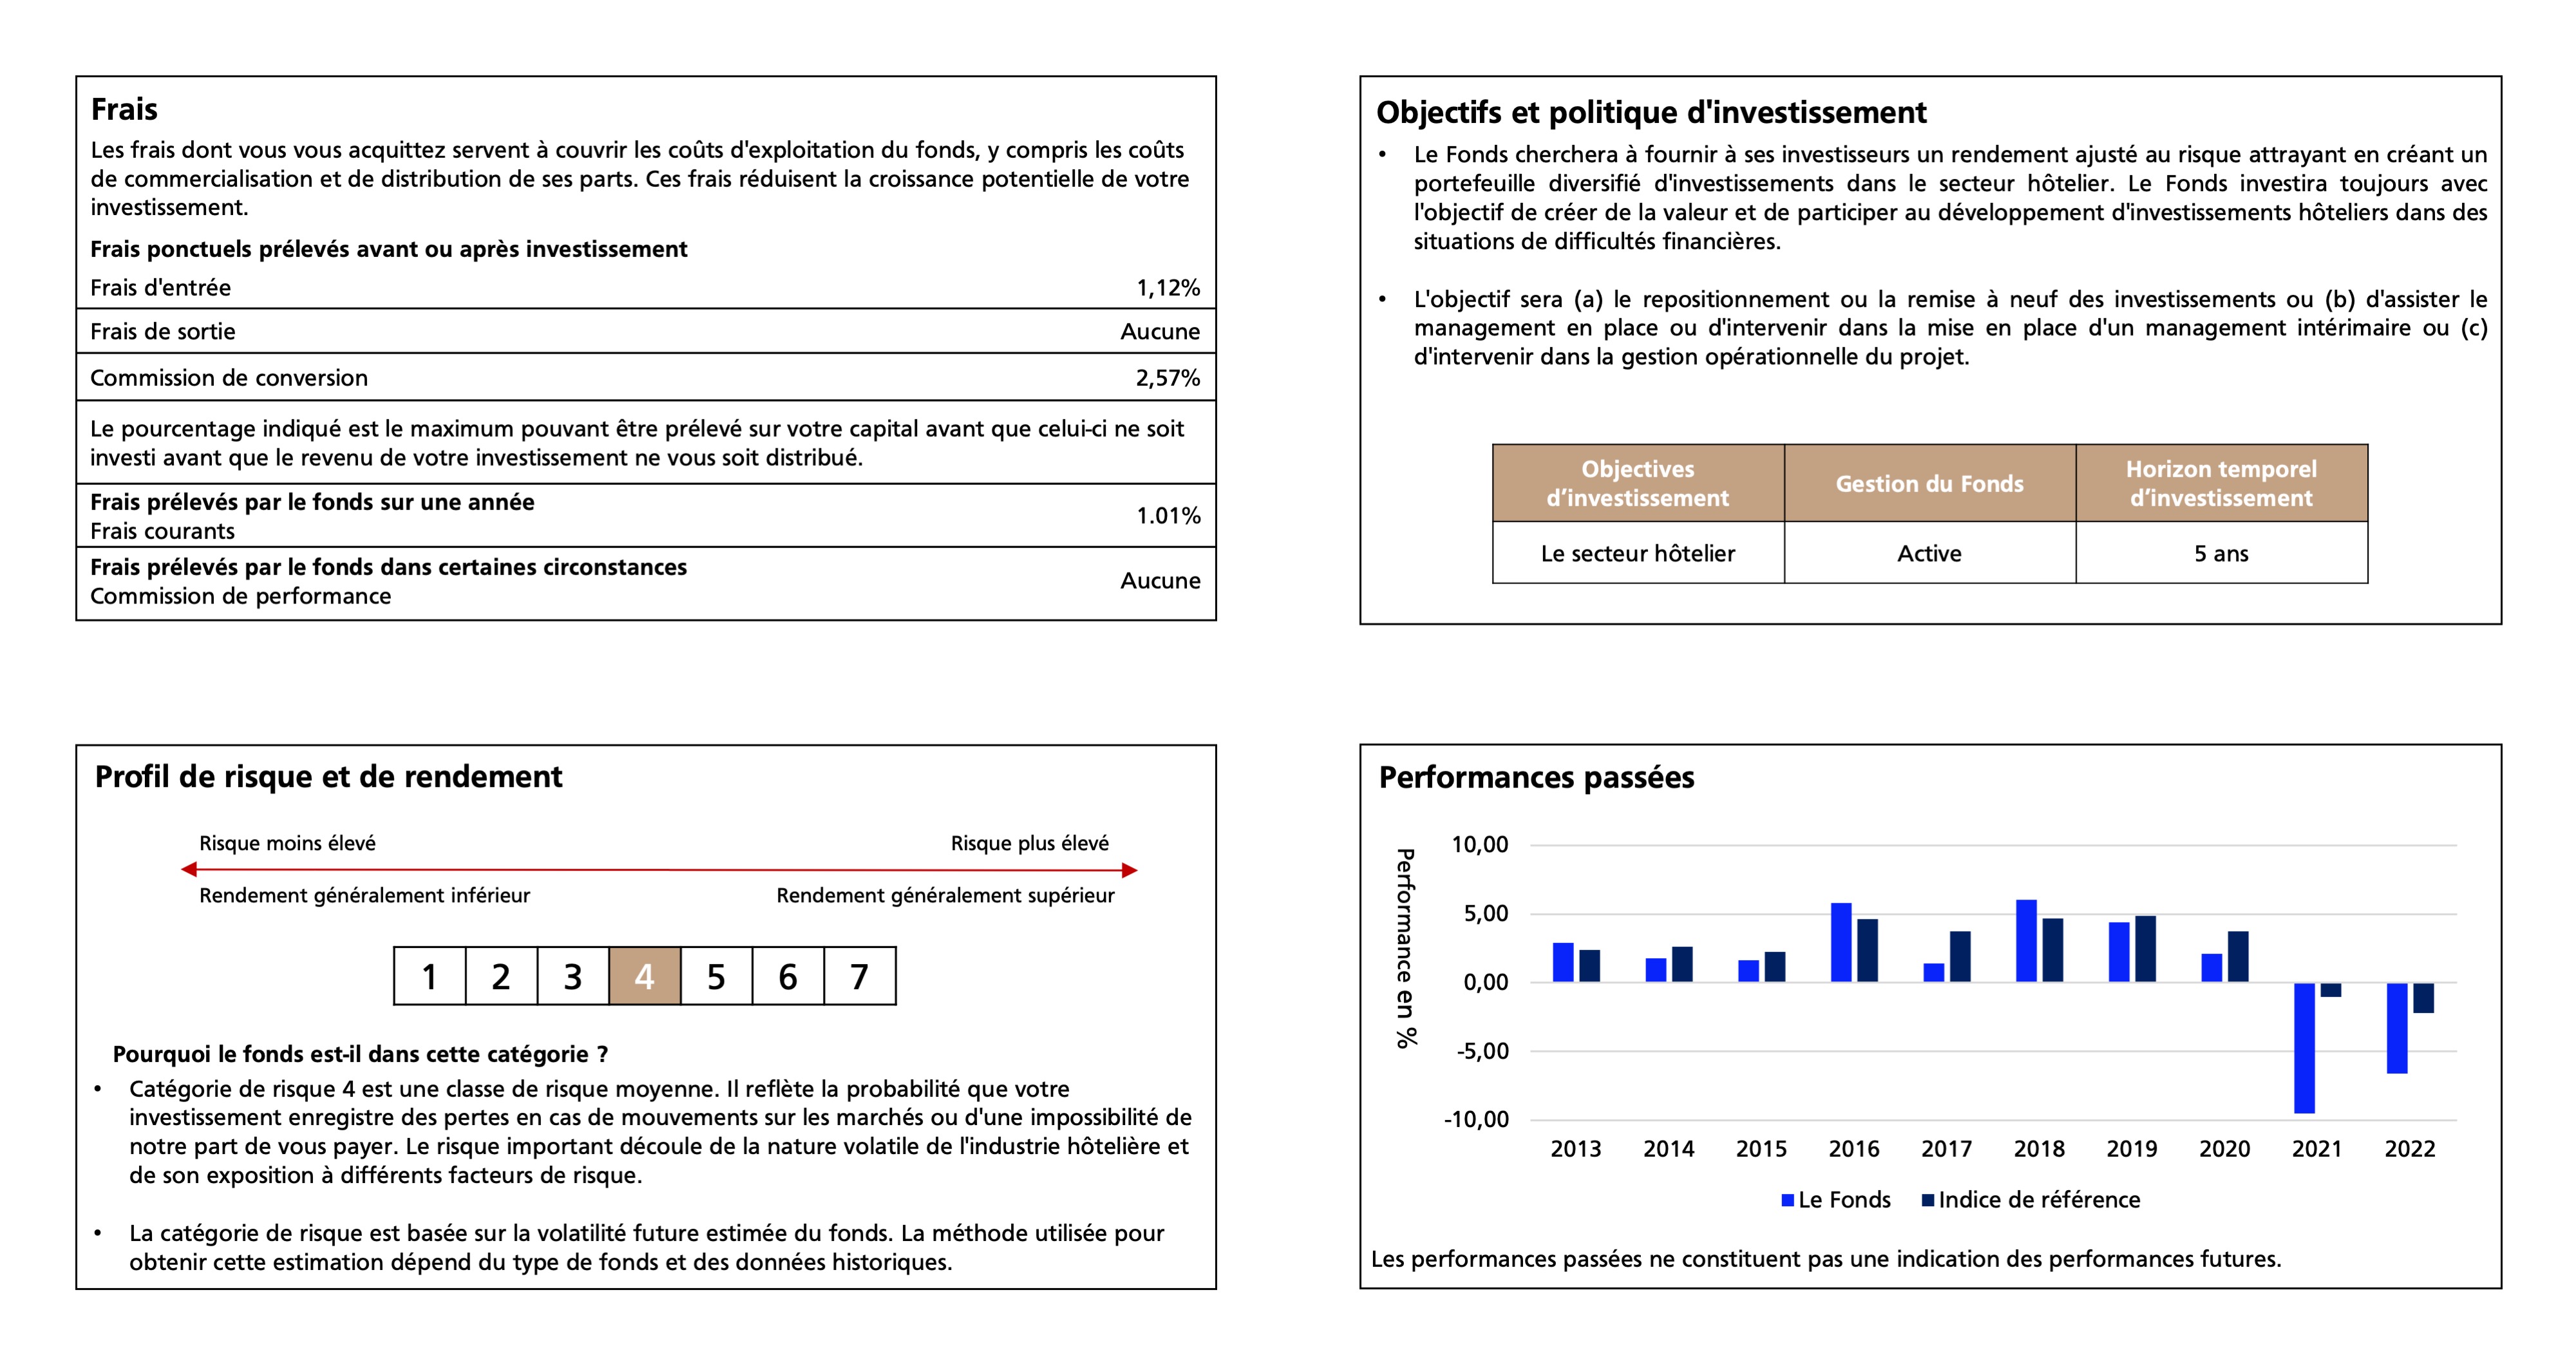 Frais
Les frais dont vous vous acquittez servent à couvrir les coûts d'exploitation du fonds, y compris les coûts
de commercialisation et de distribution de ses parts. Ces frais réduisent la croissance potentielle de votre
investissement.
Frais ponctuels prélevés avant ou après investissement
Frais d'entrée 1,12%
Frais de sortie Aucune
Commission de conversion 2,57%
Le pourcentage indiqué est le maximum pouvant être prélevé sur votre capital avant que celui-ci ne soit
investi avant que le revenu de votre investissement ne vous soit distribué.
Frais prélevés par le fonds sur une année
Frais courants 1.01%
Frais prélevés par le fonds dans certaines circonstances
Commission de performance Aucune
Objectifs et politique d'investissement
• Le Fonds cherchera à fournir à ses investisseurs un rendement ajusté au risque attrayant en créant un
portefeuille diversifié d'investissements dans le secteur hôtelier. Le Fonds investira toujours avec
l'objectif de créer de la valeur et de participer au développement d'investissements hôteliers dans des
situations de difficultés financières.
• L'objectif sera (a) le repositionnement ou la remise à neuf des investissements ou (b) d'assister le
management en place ou d'intervenir dans la mise en place d'un management intérimaire ou (c)
d'intervenir dans la gestion opérationnelle du projet.
Objectives
d’investissement
Gestion du Fonds
Horizon temporel
d’investissement
Le secteur hôtelier Active 5 ans
Profil de risque et de rendement
Risque moins élevé Risque plus élevé
Rendement généralement inférieur Rendement généralement supérieur
1 2 3 4 5 6 7
Pourquoi le fonds est-il dans cette catégorie ?
• Catégorie de risque 4 est une classe de risque moyenne. Il reflète la probabilité que votre
investissement enregistre des pertes en cas de mouvements sur les marchés ou d'une impossibilité de
notre part de vous payer. Le risque important découle de la nature volatile de l'industrie hôtelière et
de son exposition à différents facteurs de risque.
• La catégorie de risque est basée sur la volatilité future estimée du fonds. La méthode utilisée pour
obtenir cette estimation dépend du type de fonds et des données historiques.
Performances passées
Performance en %
10,00
5,00
0,00
-5,00
-10,00
2013 2014 2015 2016 2017 2018 2019 2020 2021 2022
Le Fonds Indice de référence
Les performances passées ne constituent pas une indication des performances futures.